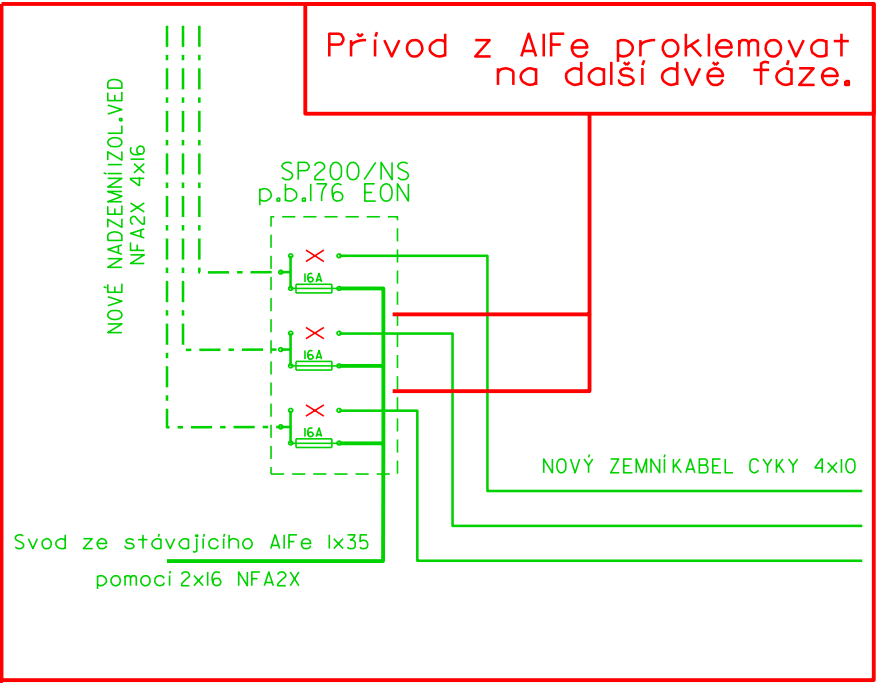 Přívod z AlFe proklemovat
na další dvě fáze.
NOVÉ NADZEMNÍ IZOL.VED
NFA2X 4x16
SP200/NS
p.b.176 EON
16A
16A
16A
NOVÝ ZEMNÍ KABEL CYKY 4x10
Svod ze stávajícího AlFe 1x35
pomocí 2x16 NFA2X